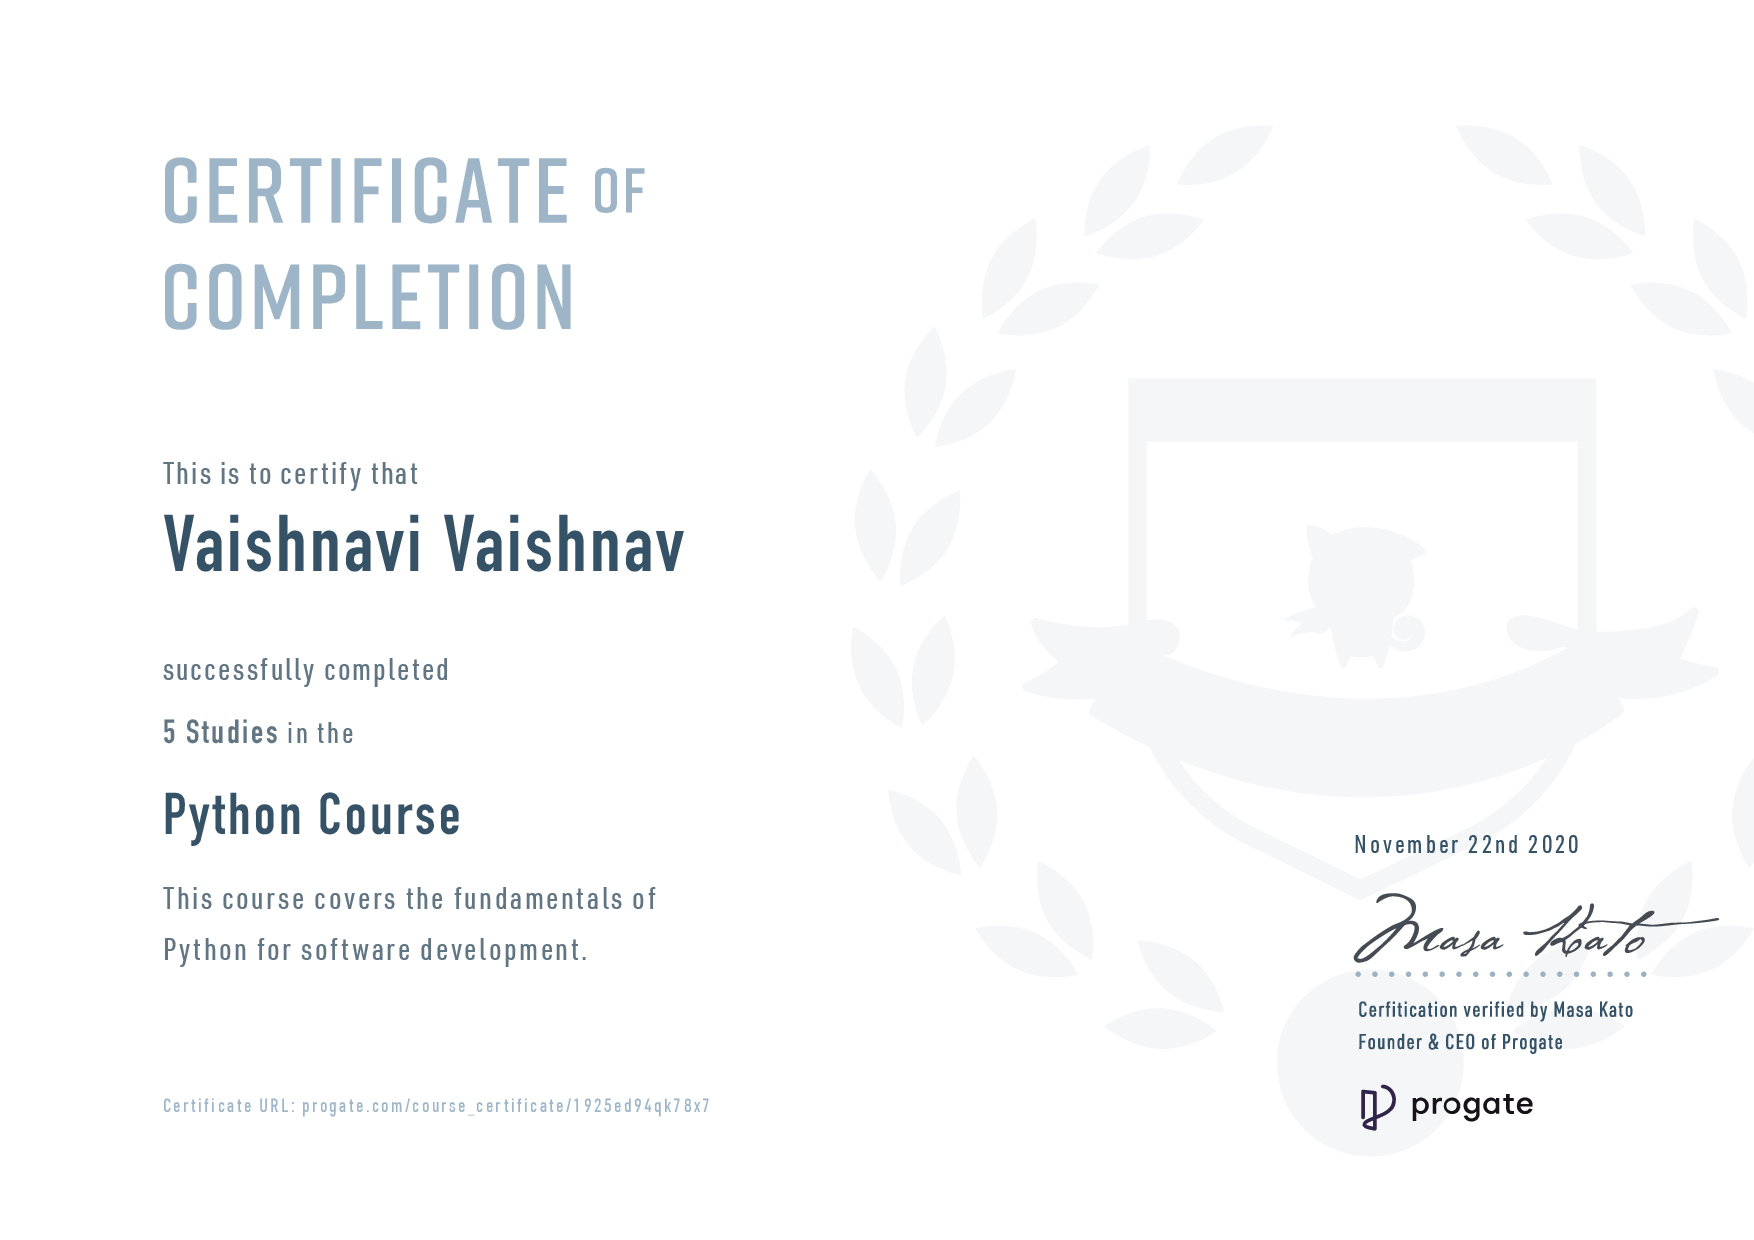 CERTIFICATE OF
COMPLETION
This is to certify that
Vaishnavi Vaishnav
successfully completed
5 Studies in the
Python Course
This course covers the fundamentals of
Python for software development.
November 22nd 2020
Masa Kato
Cerfitication verified by Masa Kato
Founder & CEO of Progate
Certificate URL: progate.com/course_certificate/1925ed94qk78x7
progate